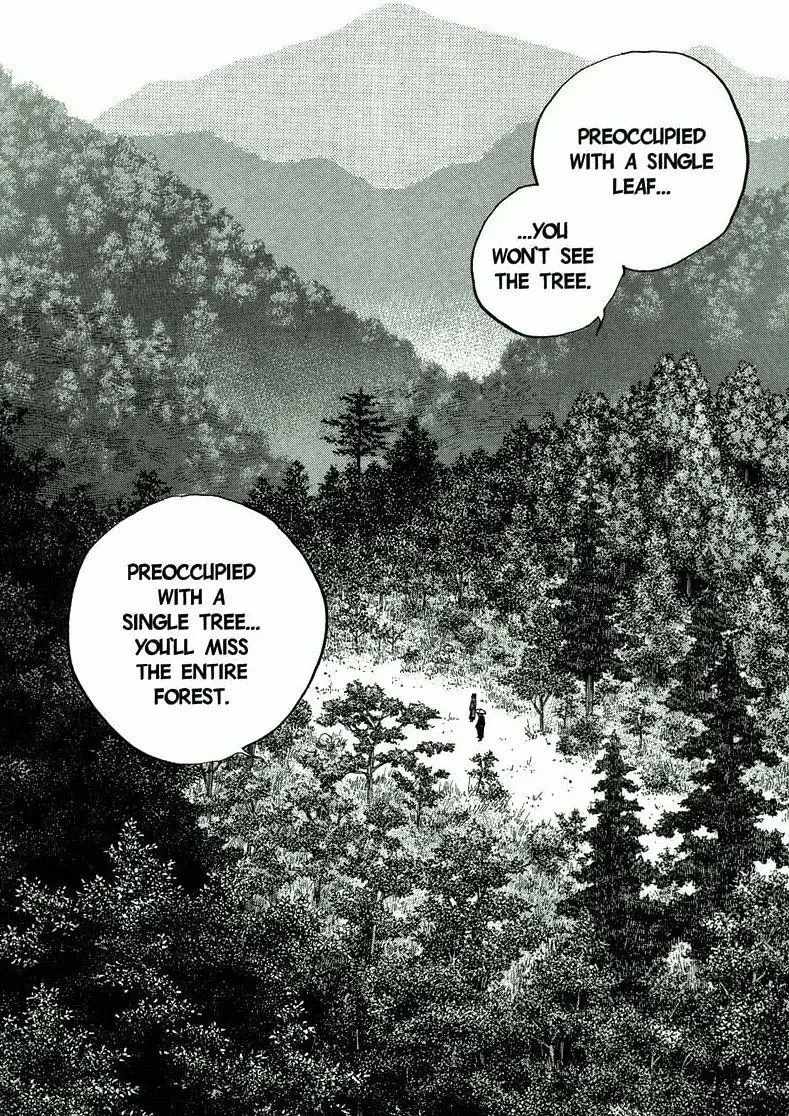 PREOCCUPIED
WITH A SINGLE
LEAF...
...YOU
WON'T SEE
THE TREE.
PREOCCUPIED
WITH A
SINGLE TREE...
YOU'LL MISS
THE ENTIRE
FOREST.